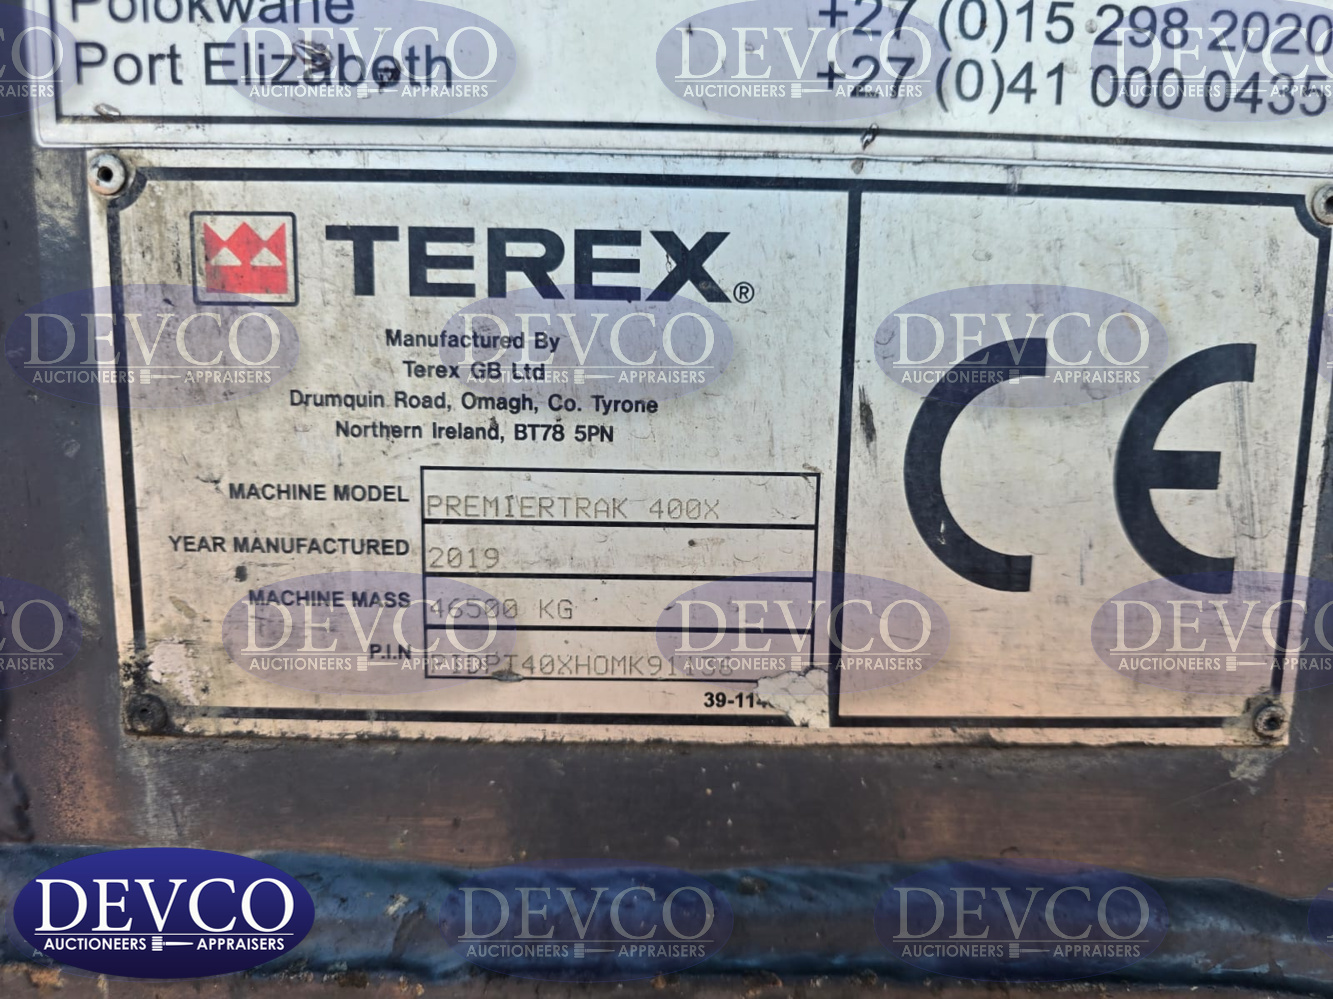 Polokwane +27 (0)15 298 2020
Port Elizabeth +27 (0)41 000 0435
TEREX®
Manufactured By
Terex GB Ltd
Drumquin Road, Omagh, Co. Tyrone
Northern Ireland, BT78 5PN
MACHINE MODEL PREMIERTRAK 400X
YEAR MANUFACTURED 2019
MACHINE MASS 46500 KG
P.I.N
39-114
CE
DEVCO
AUCTIONEERS APPRAISERS